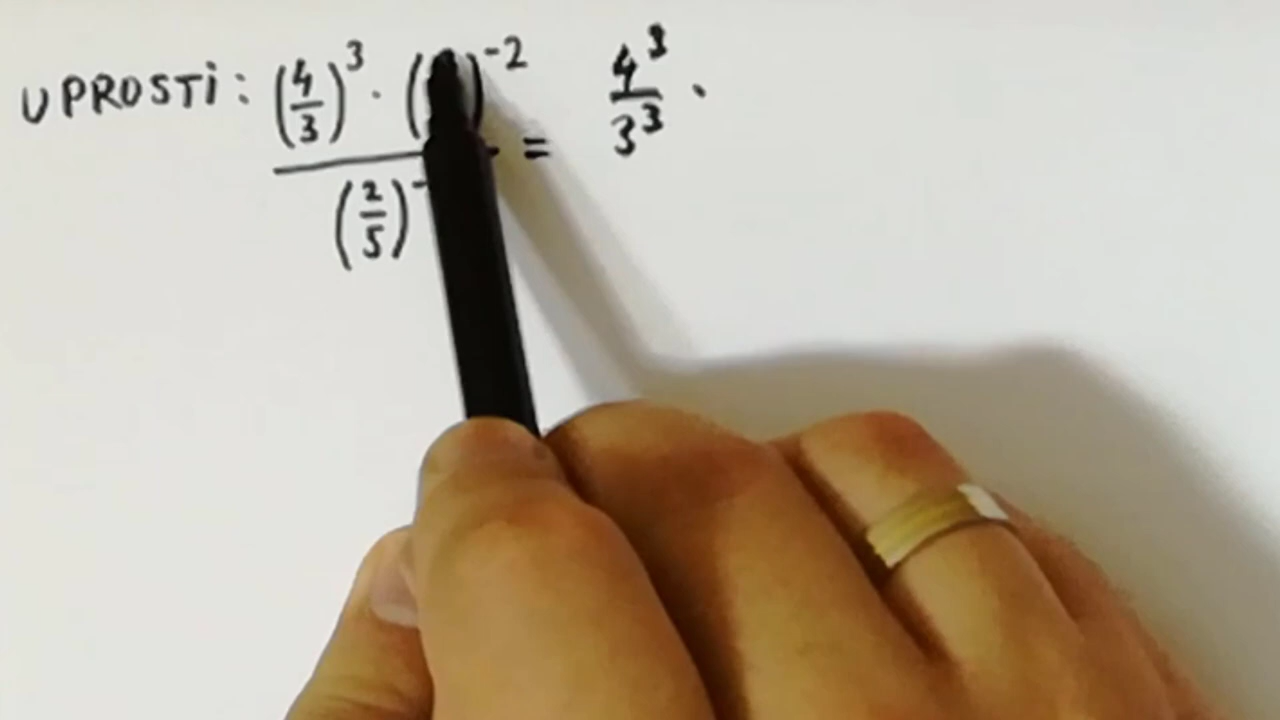 UPROSTi: (4/3)^3 · ( )^-2 = 4^3/3^3 ·
(2/5)^-